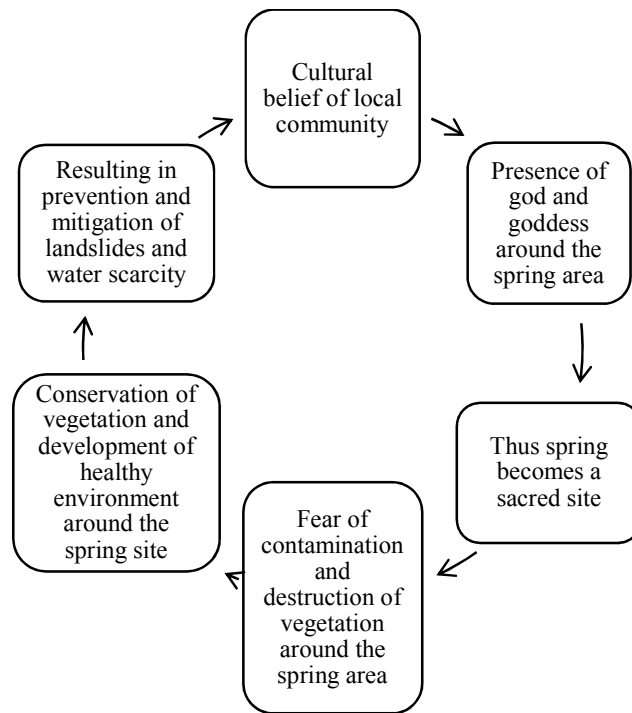 Cultural
belief of local
community
Presence of
god and
goddess
around the
spring area
Thus spring
becomes a
sacred site
Fear of
contamination
and
destruction of
vegetation
around the
spring area
Conservation of
vegetation and
development of
healthy
environment
around the
spring site
Resulting in
prevention and
mitigation of
landslides and
water scarcity